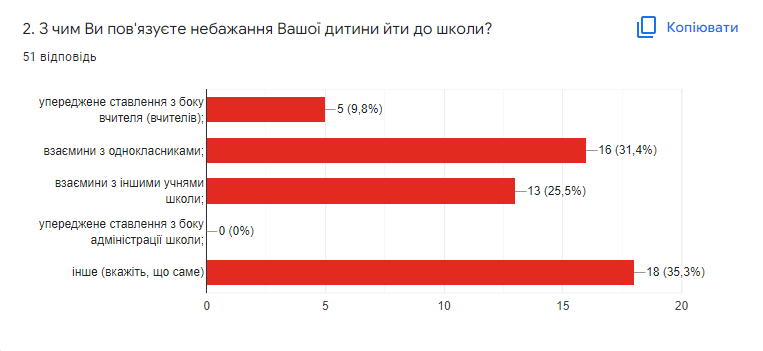 2. З чим Ви пов'язуєте небажання Вашої дитини йти до школи?
Копіювати
51 відповідь
упереджене ставлення з боку
вчителя (вчителів);
5 (9,8%)
взаємини з однокласниками;
16 (31,4%)
взаємини з іншими учнями
школи;
13 (25,5%)
упереджене ставлення з боку
адміністрації школи;
0 (0%)
інше (вкажіть, що саме)
18 (35,3%)
0
5
10
15
20